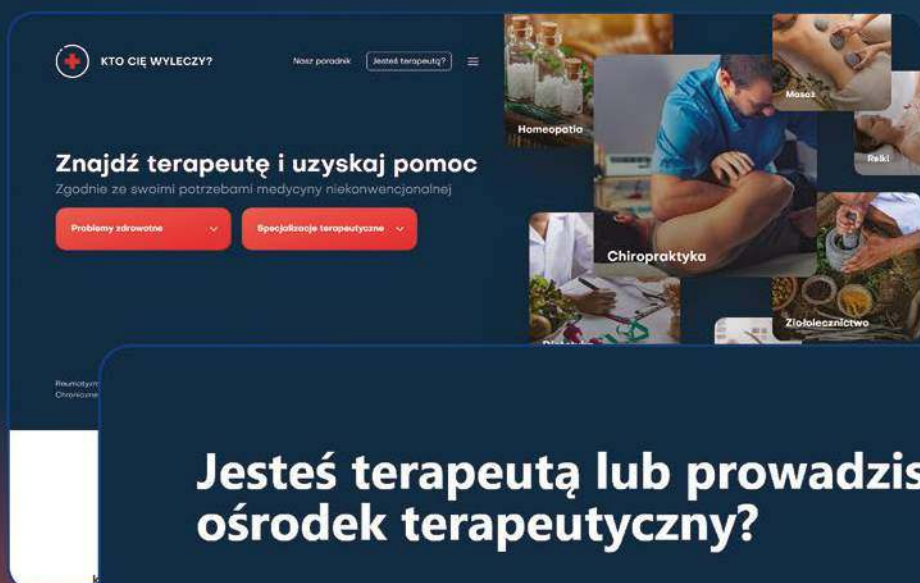 KTO CIĘ WYLECZY?
Nasz poradnik
Jesteś terapeutą?
Znajdź terapeutę i uzyskaj pomoc
Zgodnie ze swoimi potrzebami medycyny niekonwencjonalnej
Problemy zdrowotne
Specjalizacje terapeutyczne
Homeopatia
Masaż
Reiki
Chiropraktyka
Ziołolecznictwo
Jesteś terapeutą lub prowadzis
ośrodek terapeutyczny?